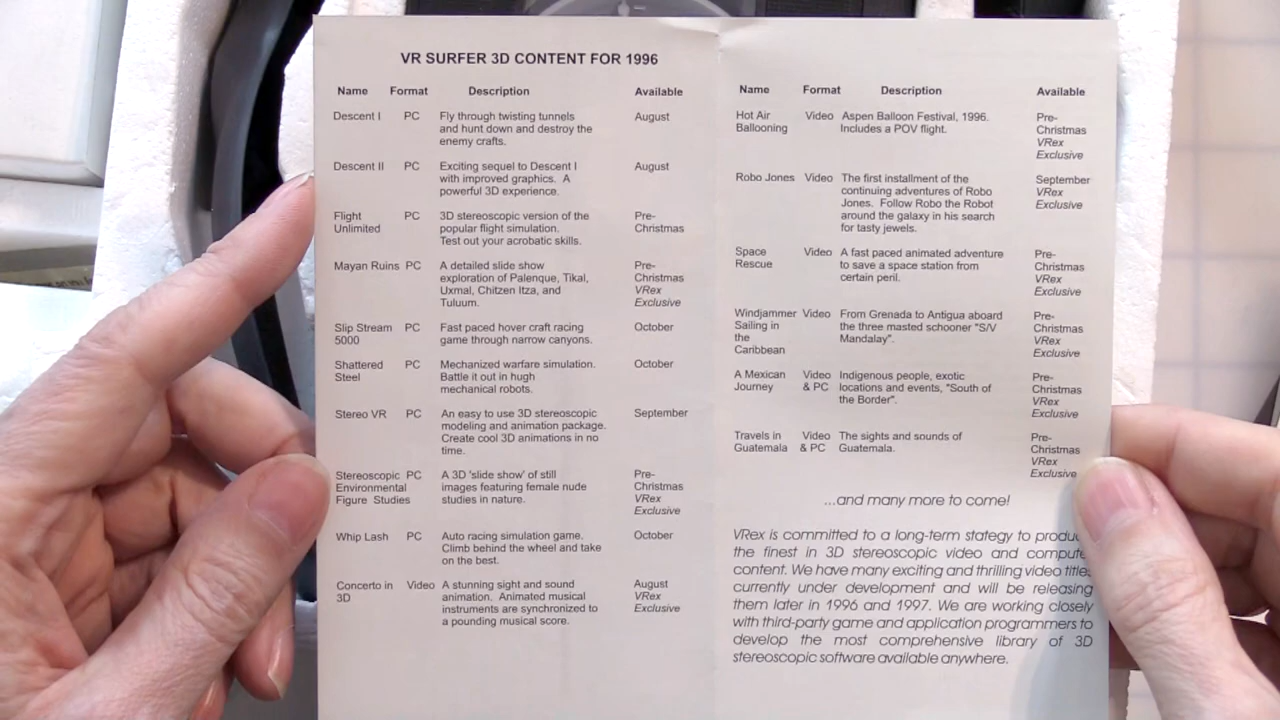 VR SURFER 3D CONTENT FOR 1996
Name Format Description Available
Descent I PC Fly through twisting tunnels August
and hunt down and destroy the
enemy crafts.
Descent II PC Exciting sequel to Descent I August
with improved graphics. A
powerful 3D experience.
Flight PC 3D stereoscopic version of the Pre-
Unlimited popular flight simulation. Christmas
Test out your acrobatic skills.
Mayan Ruins PC A detailed slide show Pre-
exploration of Palenque, Tikal, Christmas
Uxmal, Chitzen Itza, and VRex
Tuluum. Exclusive
Slip Stream PC Fast paced hover craft racing October
5000 game through narrow canyons.
Shattered PC Mechanized warfare simulation. October
Steel Battle it out in hugh
mechanical robots.
Stereo VR PC An easy to use 3D stereoscopic September
modeling and animation package.
Create cool 3D animations in no
time.
Stereoscopic PC A 3D 'slide show' of still Pre-
Environmental images featuring female nude Christmas
Figure Studies studies in nature. VRex
Exclusive
Whip Lash PC Auto racing simulation game. October
Climb behind the wheel and take
on the best.
Concerto in Video A stunning sight and sound August
3D animation. Animated musical VRex
instruments are synchronized to Exclusive
a pounding musical score.
Name Format Description Available
Hot Air Video Aspen Balloon Festival, 1996. Pre-
Ballooning Includes a POV flight. Christmas
VRex
Exclusive
Robo Jones Video The first installment of the September
continuing adventures of Robo VRex
Jones. Follow Robo the Robot Exclusive
around the galaxy in his search
for tasty jewels.
Space Video A fast paced animated adventure Pre-
Rescue to save a space station from Christmas
certain peril. VRex
Exclusive
Windjammer Video From Grenada to Antigua aboard Pre-
Sailing in the three masted schooner "S/V Christmas
the Mandalay". VRex
Caribbean Exclusive
A Mexican Video Indigenous people, exotic Pre-
Journey & PC locations and events, "South of Christmas
the Border". VRex
Exclusive
Travels in Video The sights and sounds of Pre-
Guatemala & PC Guatemala. Christmas
VRex
Exclusive
...and many more to come!
VRex is committed to a long-term stategy to
the finest in 3D stereoscopic video and
content. We have many exciting and thrilling video
currently under development and will be releasing
them later in 1996 and 1997. We are working closely
with third-party game and application programmers to
develop the most comprehensive library of 3D
stereoscopic software available anywhere.